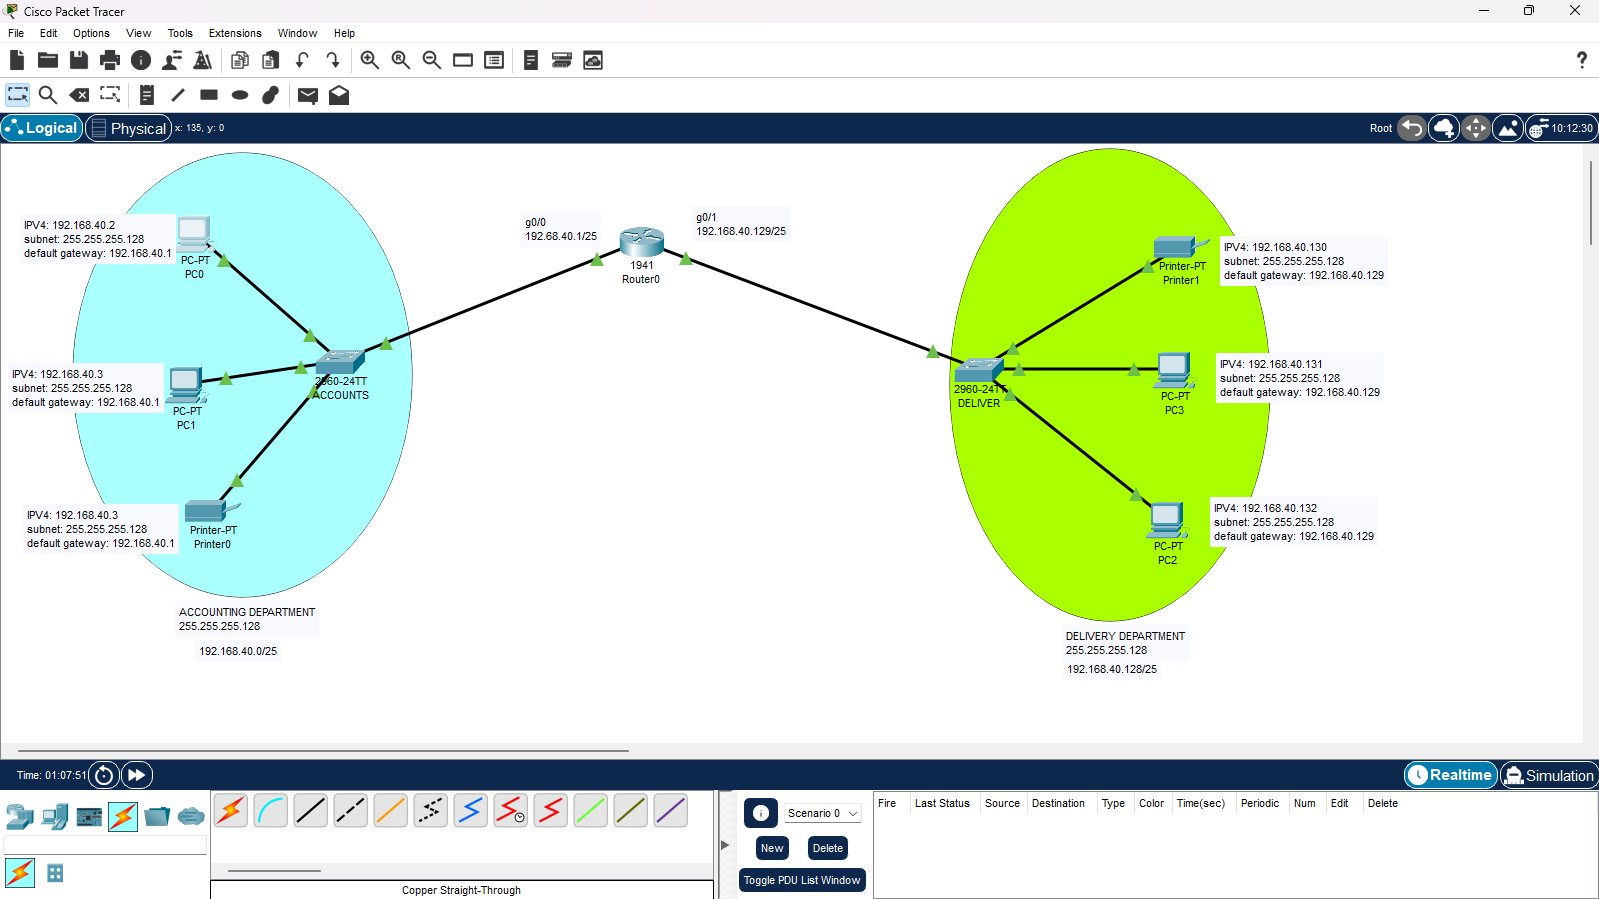 Cisco Packet Tracer
File Edit Options View Tools Extensions Window Help
Logical Physical x: 135, y: 0 Root 10:12:30
IPV4: 192.168.40.2
subnet: 255.255.255.128
default gateway: 192.168.40.1
PC-PT
PC0
g0/0
192.68.40.1/25
g0/1
192.168.40.129/25
1941
Router0
Printer-PT
Printer1
IPV4: 192.168.40.130
subnet: 255.255.255.128
default gateway: 192.168.40.129
IPV4: 192.168.40.3
subnet: 255.255.255.128
default gateway: 192.168.40.1
PC-PT
PC1
2960-24TT
ACCOUNTS
2960-24TT
DELIVER
PC-PT
PC3
IPV4: 192.168.40.131
subnet: 255.255.255.128
default gateway: 192.168.40.129
IPV4: 192.168.40.3
subnet: 255.255.255.128
default gateway: 192.168.40.1
Printer-PT
Printer0
PC-PT
PC2
IPV4: 192.168.40.132
subnet: 255.255.255.128
default gateway: 192.168.40.129
ACCOUNTING DEPARTMENT
255.255.255.128
192.168.40.0/25
DELIVERY DEPARTMENT
255.255.255.128
192.168.40.128/25
Time: 01:07:51 Realtime Simulation
Scenario 0
New Delete
Toggle PDU List Window
Fire Last Status Source Destination Type Color Time(sec) Periodic Num Edit Delete
Copper Straight-Through